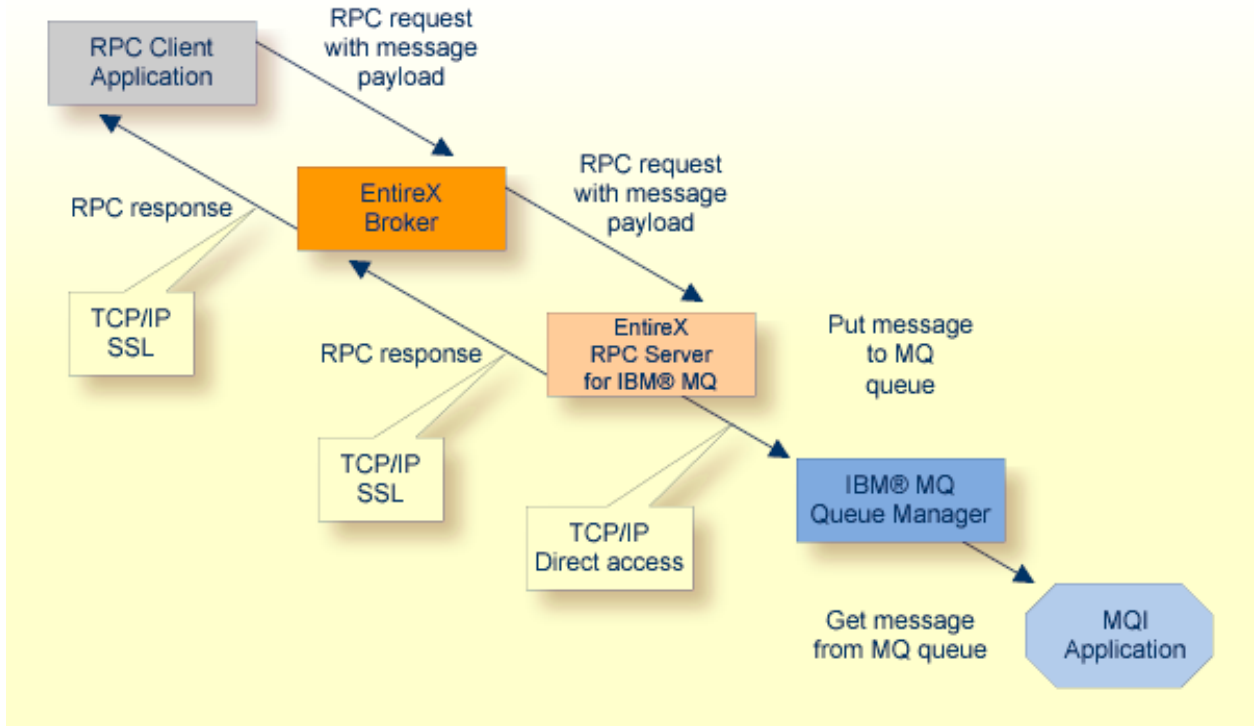 RPC Client
Application
RPC request
with message
payload
EntireX
Broker
RPC request
with message
payload
RPC response
TCP/IP
SSL
EntireX
RPC Server
for IBM® MQ
RPC response
TCP/IP
SSL
Put message
to MQ
queue
TCP/IP
Direct access
IBM® MQ
Queue Manager
Get message
from MQ queue
MQI
Application